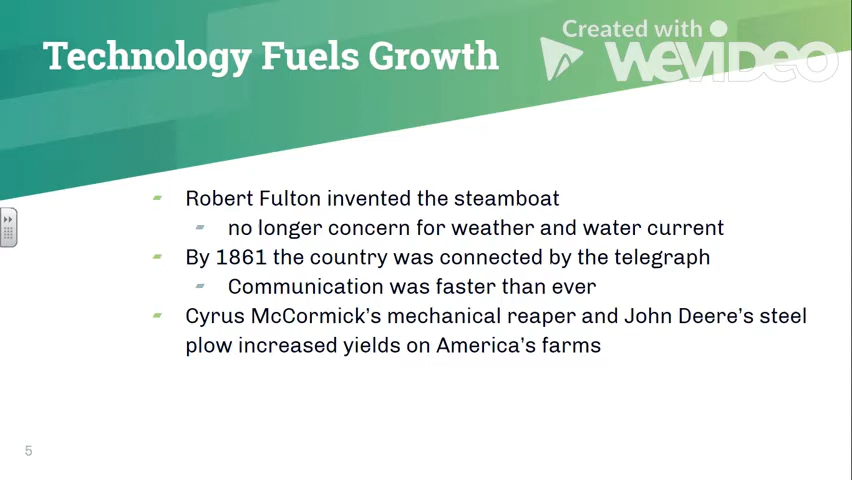 Created with
WEVIDEO
Technology Fuels Growth
Robert Fulton invented the steamboat
no longer concern for weather and water current
By 1861 the country was connected by the telegraph
Communication was faster than ever
Cyrus McCormick's mechanical reaper and John Deere's steel
plow increased yields on America's farms
5